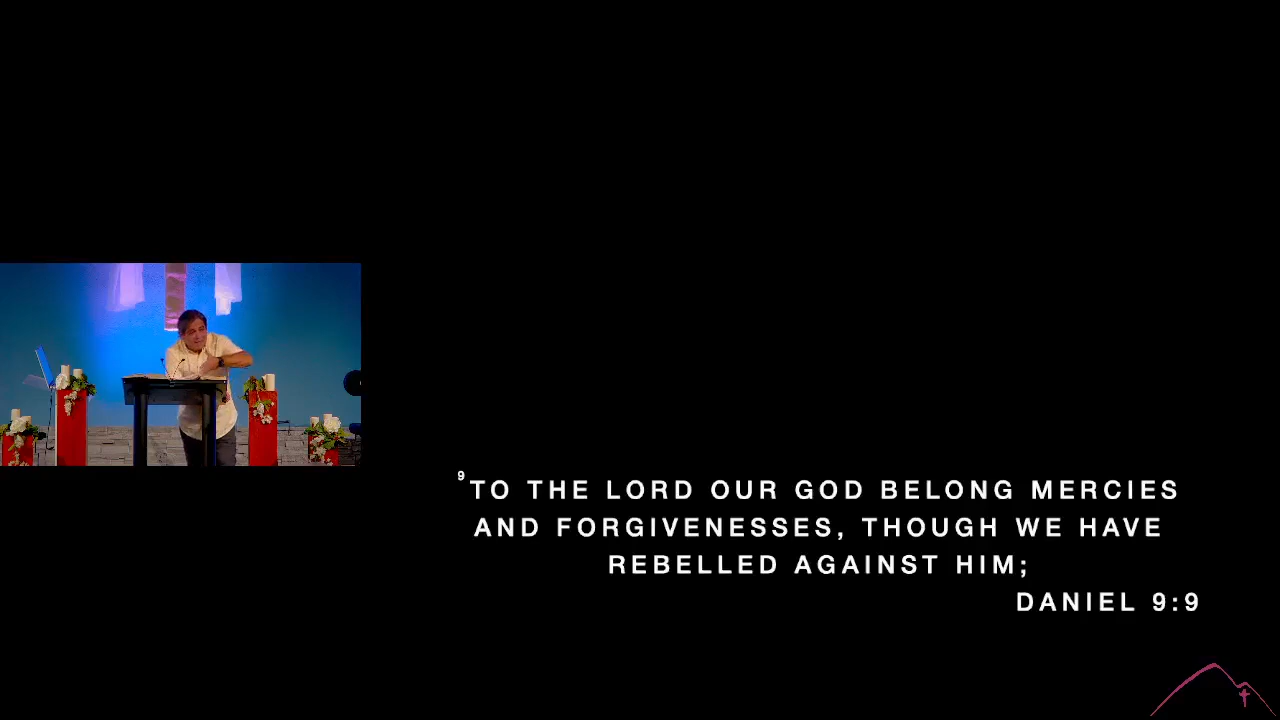 9TO THE LORD OUR GOD BELONG MERCIES
AND FORGIVENESSES, THOUGH WE HAVE
REBELLED AGAINST HIM;
DANIEL 9:9